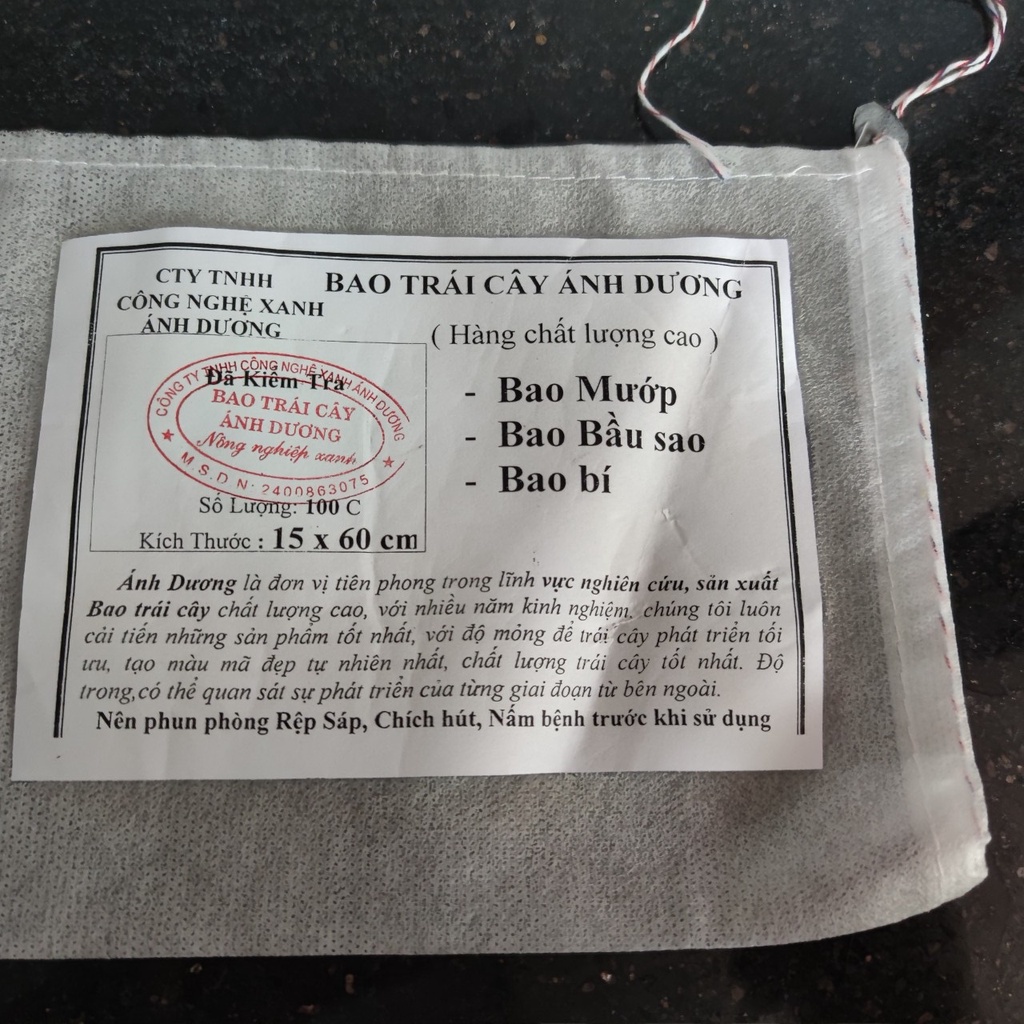 CTY TNHH
CÔNG NGHỆ XANH
ÁNH DƯƠNG
BAO TRÁI CÂY ÁNH DƯƠNG
( Hàng chất lượng cao )
Đã Kiểm Tra
CÔNG TY TNHH CÔNG NGHỆ XANH ÁNH DƯƠNG
BAO TRÁI CÂY
ÁNH DƯƠNG
Nông nghiệp xanh
★ M.S.D.N: 2400863075 ★
Số Lượng: 100 C
Kích Thước : 15 x 60 cm
- Bao Mướp
- Bao Bầu sao
- Bao bí
Ánh Dương là đơn vị tiên phong trong lĩnh vực nghiên cứu, sản xuất
Bao trái cây chất lượng cao, với nhiều năm kinh nghiệm, chúng tôi luôn
cải tiến những sản phẩm tốt nhất, với độ mỏng để trái cây phát triển tối
ưu, tạo màu mã đẹp tự nhiên nhất, chất lượng trái cây tốt nhất. Độ
trong,có thể quan sát sự phát triển của từng giai đoạn từ bên ngoài.
Nên phun phòng Rệp Sáp, Chích hút, Nấm bệnh trước khi sử dụng